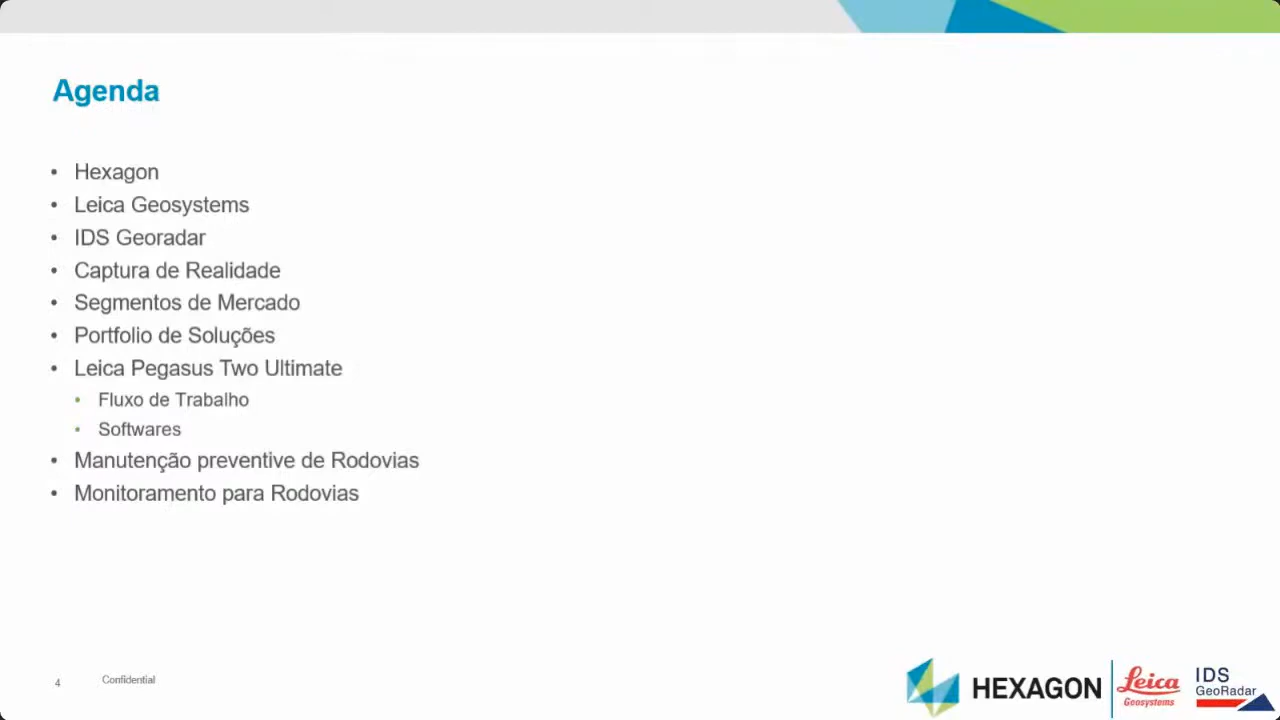 Agenda
• Hexagon
• Leica Geosystems
• IDS Georadar
• Captura de Realidade
• Segmentos de Mercado
• Portfolio de Soluções
• Leica Pegasus Two Ultimate
• Fluxo de Trabalho
• Softwares
• Manutenção preventive de Rodovias
• Monitoramento para Rodovias
4 Confidential
HEXAGON
Leica
Geosystems
IDS
GeoRadar